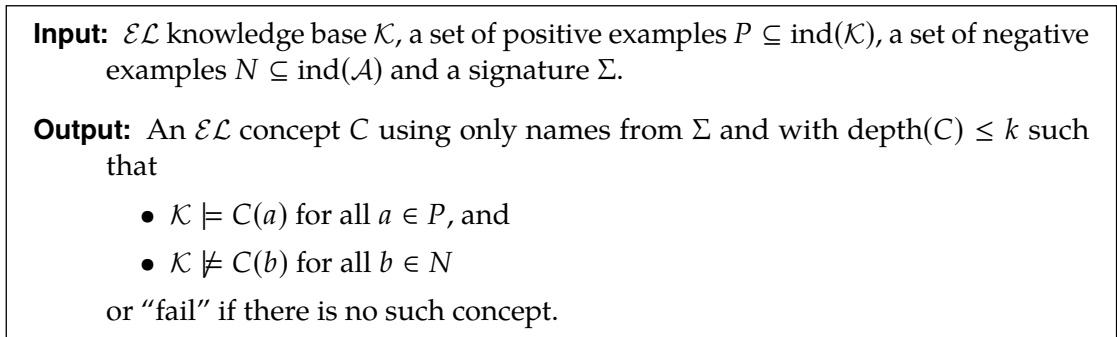 Input: ℰℒ knowledge base 𝒦, a set of positive examples P ⊆ ind(𝒦), a set of negative
examples N ⊆ ind(𝒜) and a signature Σ.
Output: An ℰℒ concept C using only names from Σ and with depth(C) ≤ k such
that
• 𝒦 ⊨ C(a) for all a ∈ P, and
• 𝒦 ⊭ C(b) for all b ∈ N
or “fail” if there is no such concept.